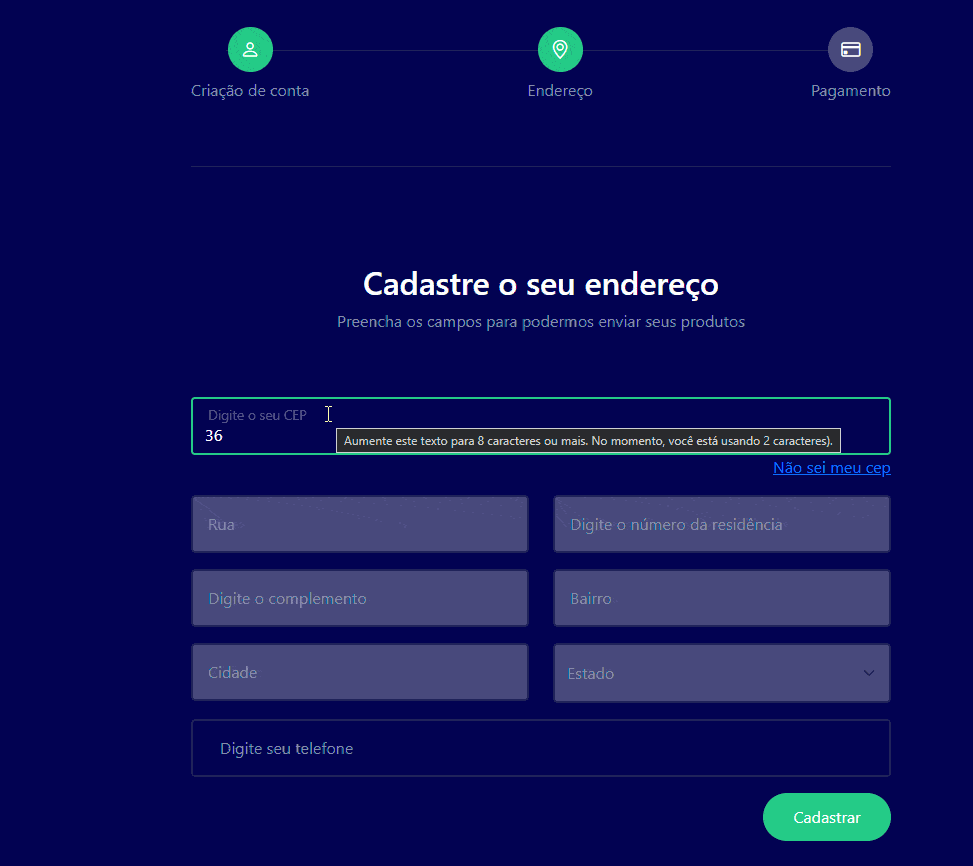 Criação de conta
Endereço
Pagamento
Cadastre o seu endereço
Preencha os campos para podermos enviar seus produtos
Digite o seu CEP
36
Aumente este texto para 8 caracteres ou mais. No momento, você está usando 2 caracteres).
Não sei meu cep
Rua
Digite o número da residência
Digite o complemento
Bairro
Cidade
Estado
Digite seu telefone
Cadastrar